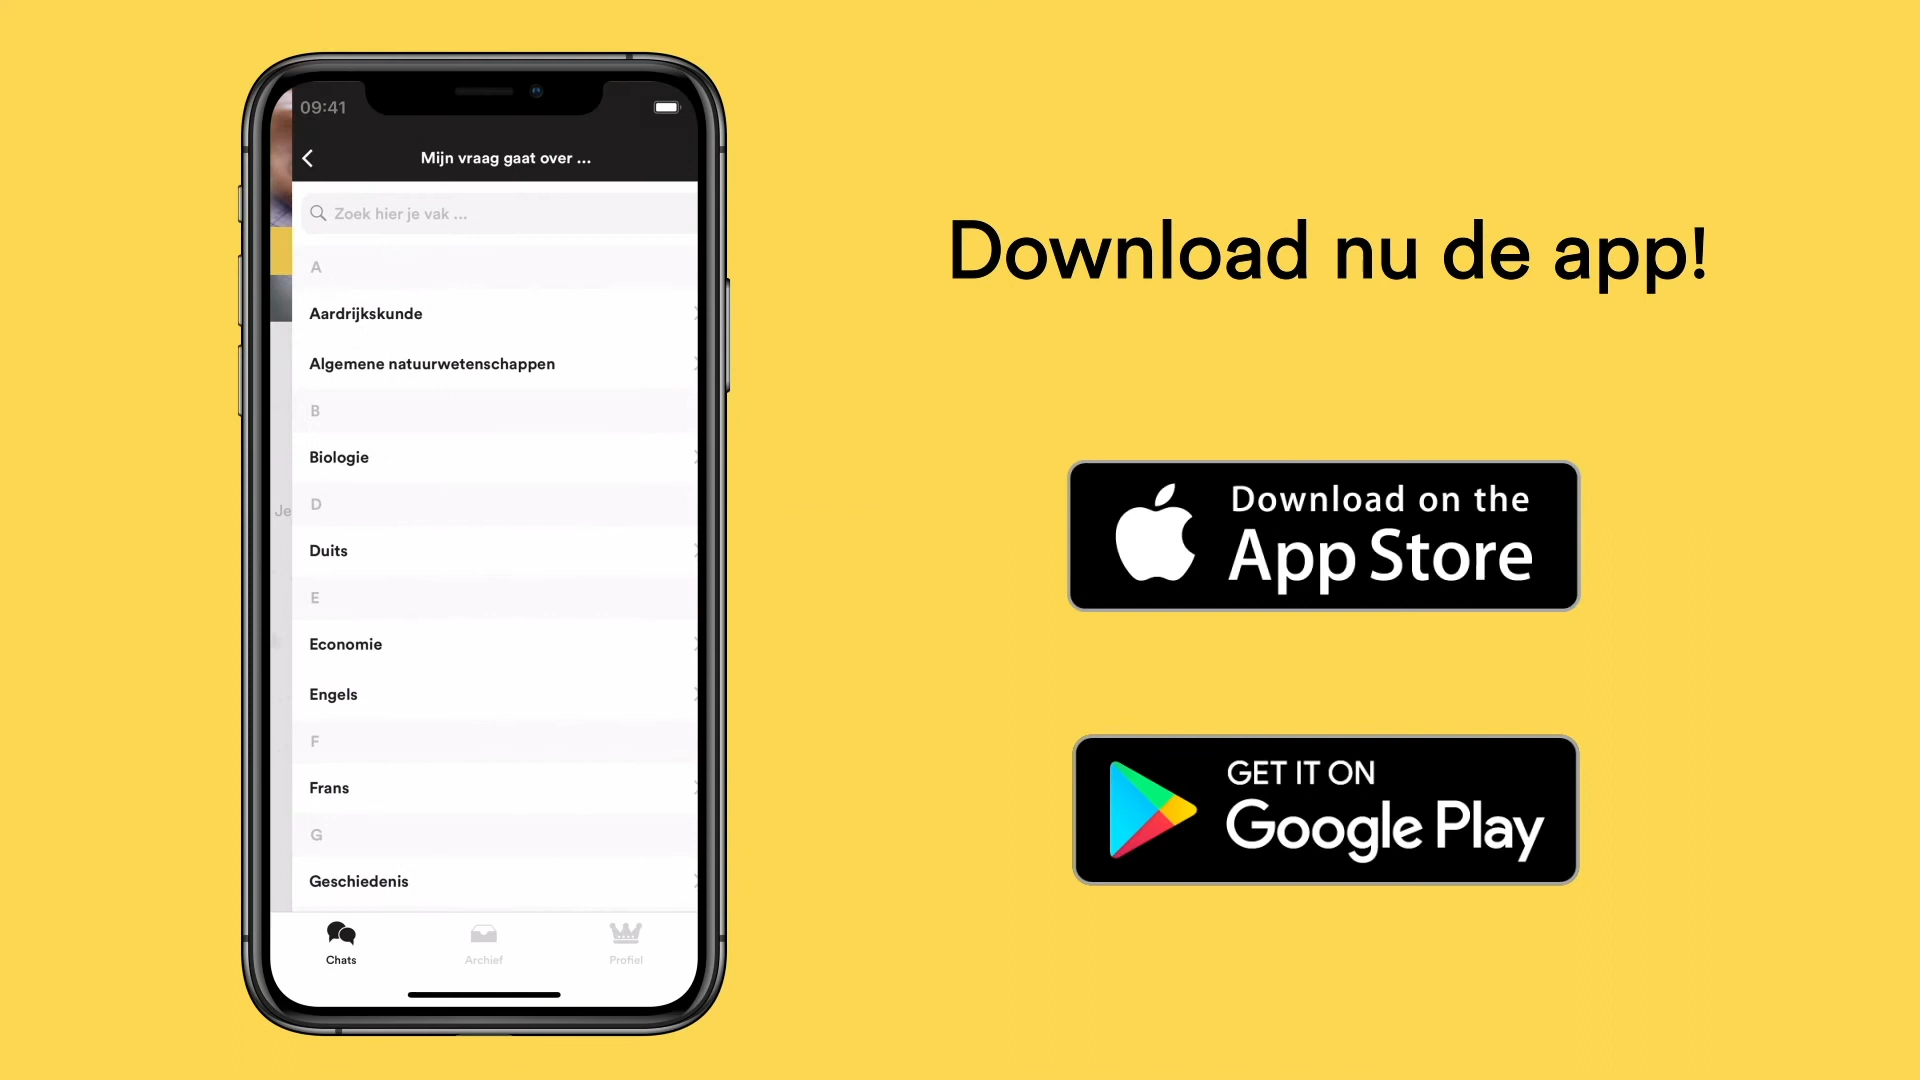 09:41
Mijn vraag gaat over ...
Zoek hier je vak ...
A
Aardrijkskunde
Algemene natuurwetenschappen
B
Biologie
D
Je
Duits
E
Economie
Engels
F
Frans
G
Geschiedenis
Chats
Archief
Profiel
Download nu de app!
Download on the
App Store
GET IT ON
Google Play